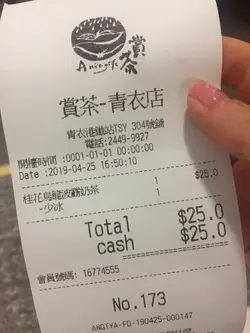 賞茶
A nice gift
賞茶-青衣店
青衣港鐵站TSY 304號舖
電話:2449-9927
開檯時間 :0001-01-01 00:00:00
Date :2019-04-25 16:50:10
桂花烏龍波霸奶茶 1 $25.0
-少冰 1
Total $25.0
cash $25.0
會員號碼: 16774555
No.173
ANGTYA-FD-190425-000147